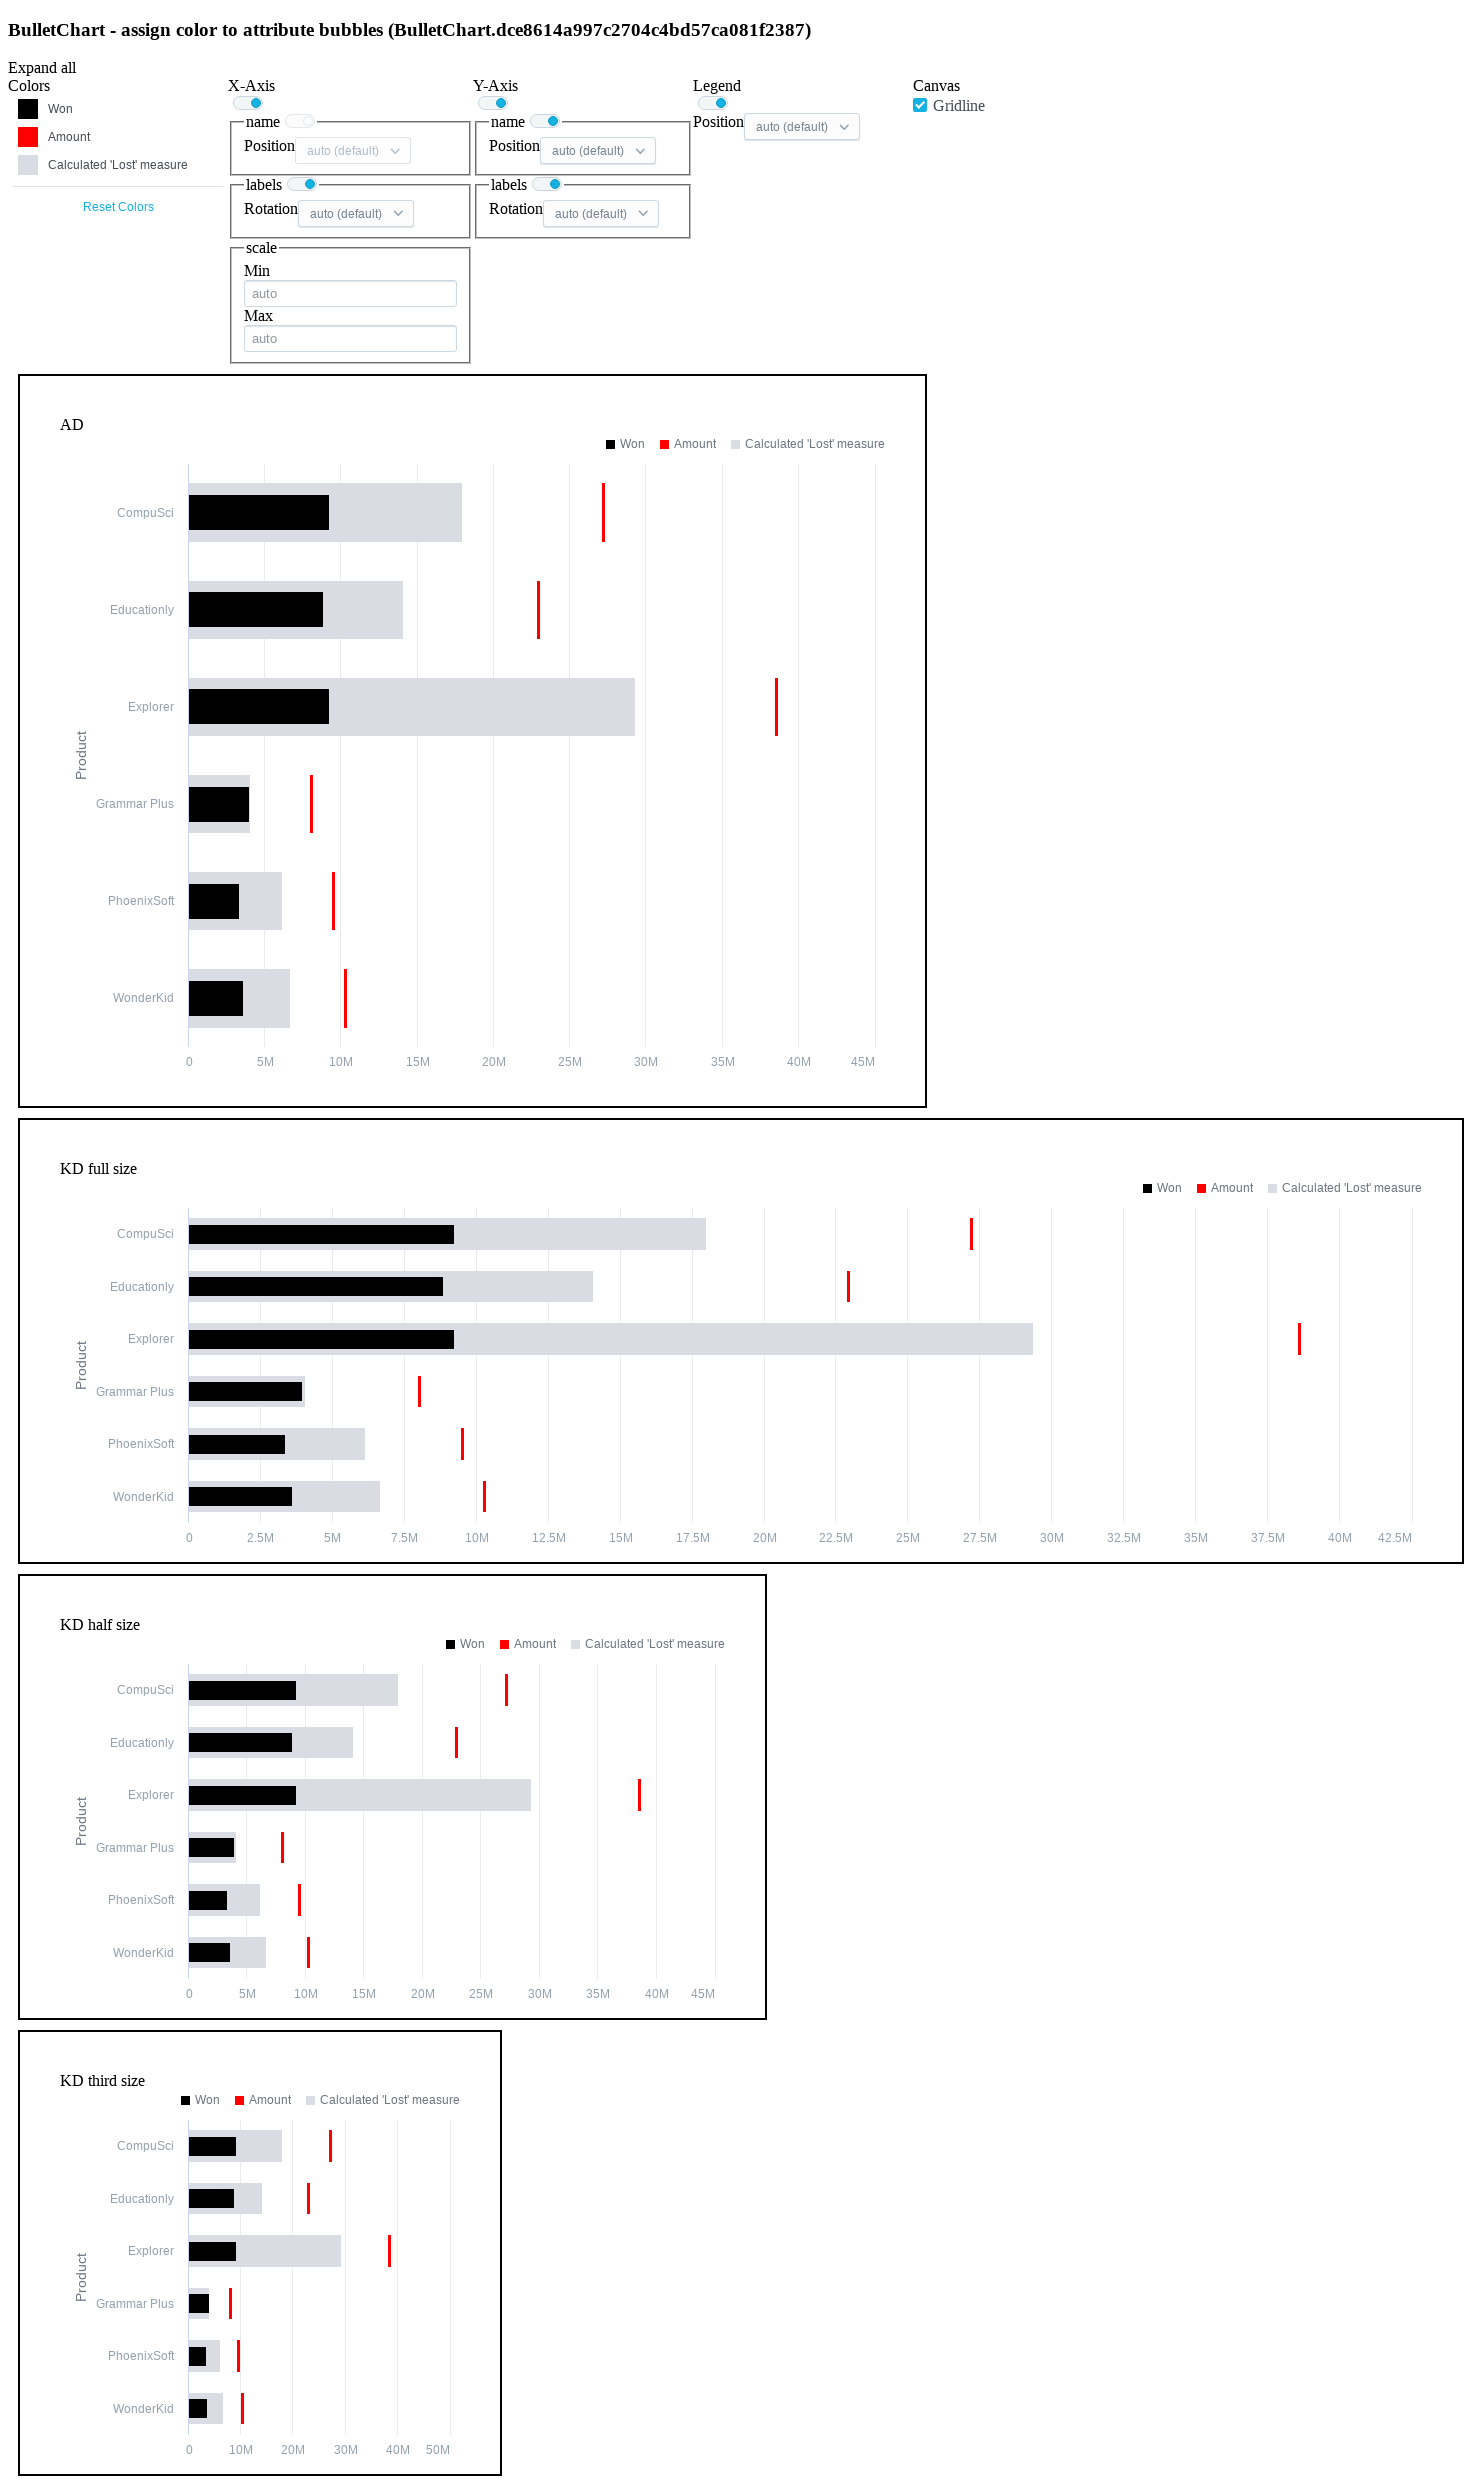 BulletChart - assign color to attribute bubbles (BulletChart.dce8614a997c2704c4bd57ca081f2387)
Expand all
Colors
Won
Amount
Calculated 'Lost' measure
Reset Colors
X-Axis
name
Position auto (default)
labels
Rotation auto (default)
scale
Min
auto
Max
auto
Y-Axis
name
Position auto (default)
labels
Rotation auto (default)
Legend
Position auto (default)
Canvas
Gridline
AD
Won Amount Calculated 'Lost' measure
Product
CompuSci
Educationly
Explorer
Grammar Plus
PhoenixSoft
WonderKid
0 5M 10M 15M 20M 25M 30M 35M 40M 45M
KD full size
Won Amount Calculated 'Lost' measure
Product
CompuSci
Educationly
Explorer
Grammar Plus
PhoenixSoft
WonderKid
0 2.5M 5M 7.5M 10M 12.5M 15M 17.5M 20M 22.5M 25M 27.5M 30M 32.5M 35M 37.5M 40M 42.5M
KD half size
Won Amount Calculated 'Lost' measure
Product
CompuSci
Educationly
Explorer
Grammar Plus
PhoenixSoft
WonderKid
0 5M 10M 15M 20M 25M 30M 35M 40M 45M
KD third size
Won Amount Calculated 'Lost' measure
Product
CompuSci
Educationly
Explorer
Grammar Plus
PhoenixSoft
WonderKid
0 10M 20M 30M 40M 50M